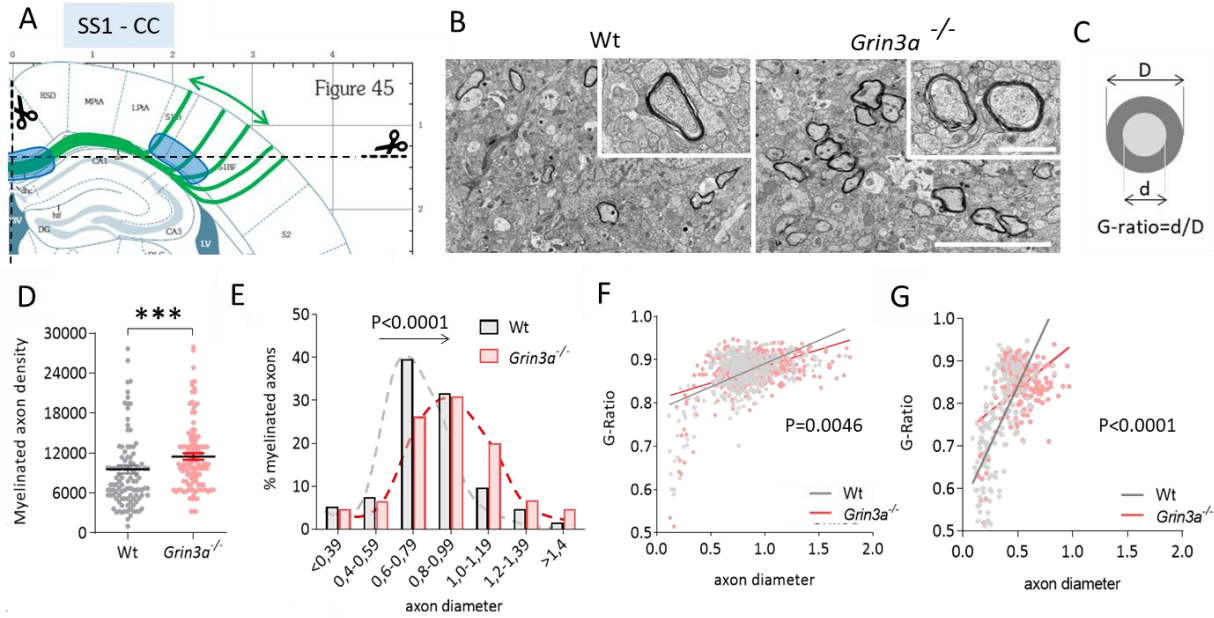 A
SS1 - CC
0
1
2
3
4
Figure 45
RSD
MPtA
LPtA
1
CA1
S1BF
dhc
hif
3V
DG
CA3
LV
S2
2
B
Wt
Grin3a -/-
C
D
d
G-ratio=d/D
D
***
Myelinated axon density
30000
24000
18000
12000
6000
0
Wt
Grin3a-/-
E
P<0.0001
Wt
Grin3a-/-
% myelinated axons
50
40
30
20
10
0
<0,39
0,4-0,59
0,6-0,79
0,8-0,99
1,0-1,19
1,2-1,39
>1,4
axon diameter
F
G-Ratio
1.0
0.9
0.8
0.7
0.6
0.5
P=0.0046
Wt
Grin3a-/-
0.0
0.5
1.0
1.5
2.0
axon diameter
G
G-Ratio
1.0
0.9
0.8
0.7
0.6
0.5
P<0.0001
Wt
Grin3a-/-
0.0
0.5
1.0
1.5
2.0
axon diameter